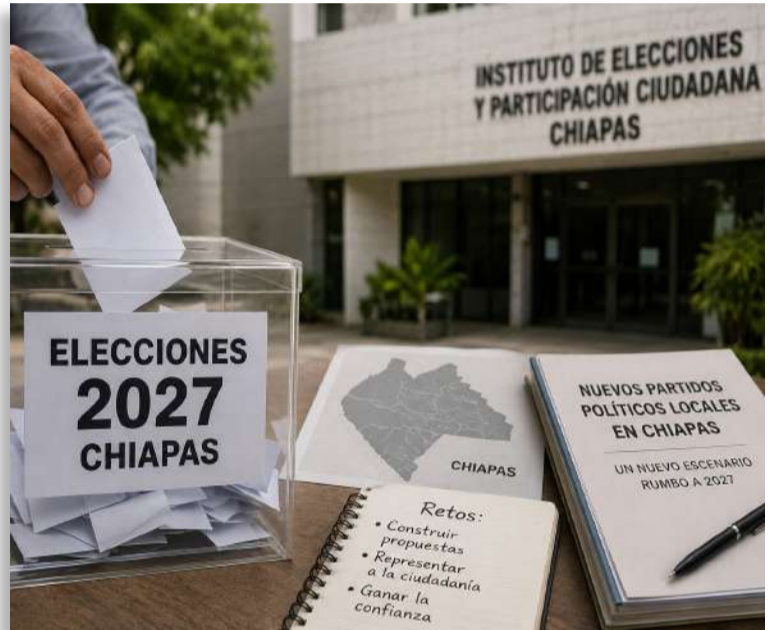 INSTITUTO DE ELECCIONES
Y PARTICIPACIÓN CIUDADANA
CHIAPAS
ELECCIONES
2027
CHIAPAS
CHIAPAS
NUEVOS PARTIDOS
POLÍTICOS LOCALES
EN CHIAPAS
UN NUEVO ESCENARIO
RUMBO A 2027
Retos:
• Construir
propuestas
• Representar
a la ciudadanía
• Ganar la
confianza